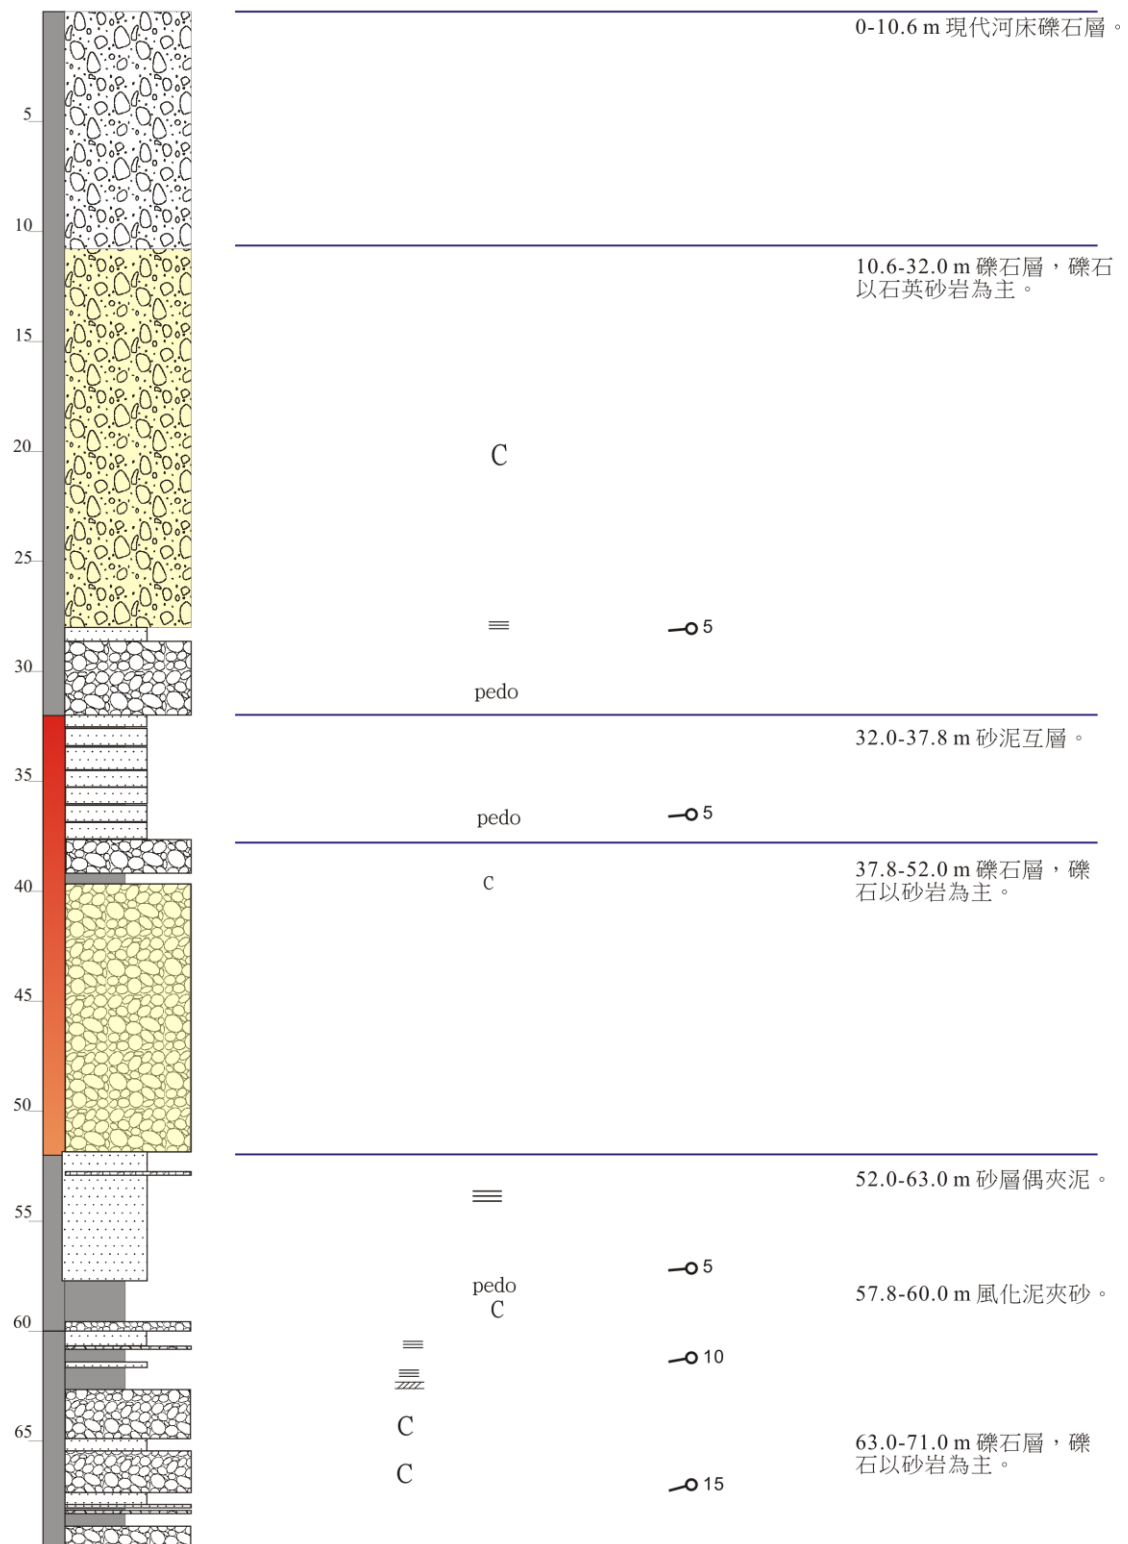 0-10.6 m 現代河床礫石層。
5
10
10.6-32.0 m 礫石層，礫石
以石英砂岩為主。
15
20
C
25
5
30
pedo
32.0-37.8 m 砂泥互層。
35
pedo
5
37.8-52.0 m 礫石層，礫
石以砂岩為主。
C
40
45
50
52.0-63.0 m 砂層偶夾泥。
55
5
pedo
57.8-60.0 m 風化泥夾砂。
C
60
10
C
65
63.0-71.0 m 礫石層，礫
石以砂岩為主。
C
15